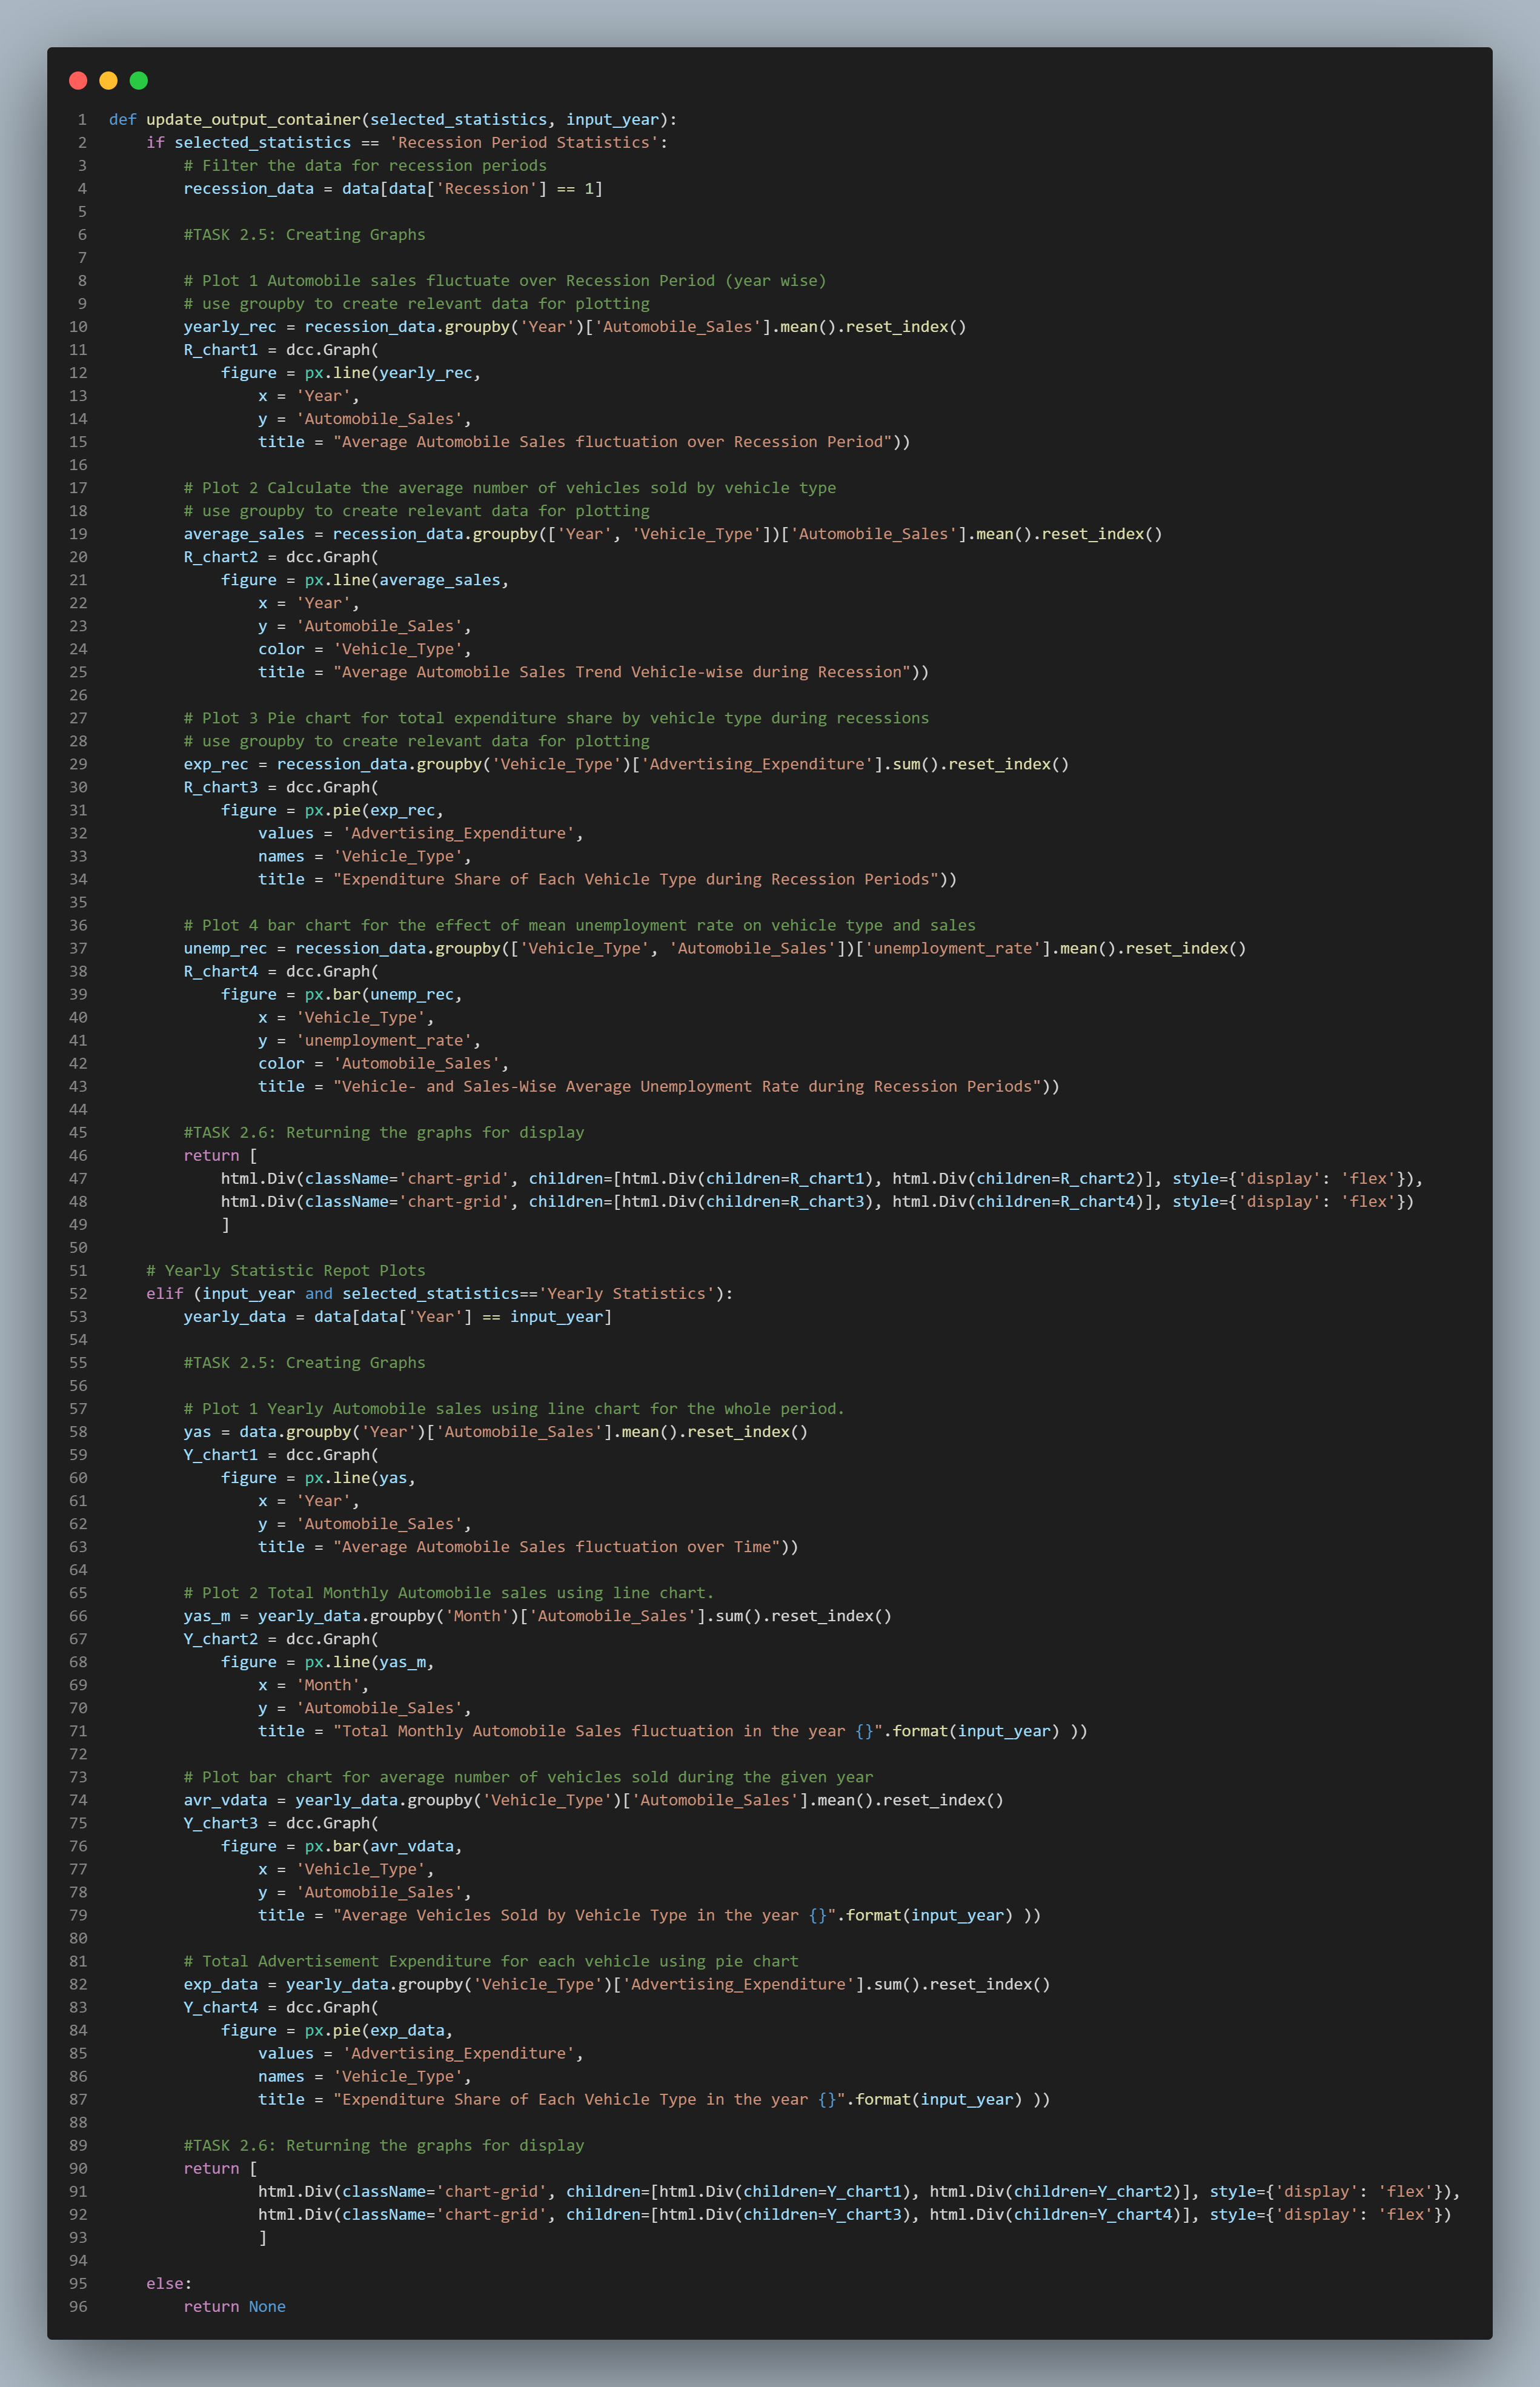 1 def update_output_container(selected_statistics, input_year):
2     if selected_statistics == 'Recession Period Statistics':
3         # Filter the data for recession periods
4         recession_data = data[data['Recession'] == 1]
5
6         #TASK 2.5: Creating Graphs
7
8         # Plot 1 Automobile sales fluctuate over Recession Period (year wise)
9         # use groupby to create relevant data for plotting
10         yearly_rec = recession_data.groupby('Year')['Automobile_Sales'].mean().reset_index()
11         R_chart1 = dcc.Graph(
12             figure = px.line(yearly_rec,
13                 x = 'Year',
14                 y = 'Automobile_Sales',
15                 title = "Average Automobile Sales fluctuation over Recession Period"))
16
17         # Plot 2 Calculate the average number of vehicles sold by vehicle type
18         # use groupby to create relevant data for plotting
19         average_sales = recession_data.groupby(['Year', 'Vehicle_Type'])['Automobile_Sales'].mean().reset_index()
20         R_chart2 = dcc.Graph(
21             figure = px.line(average_sales,
22                 x = 'Year',
23                 y = 'Automobile_Sales',
24                 color = 'Vehicle_Type',
25                 title = "Average Automobile Sales Trend Vehicle-wise during Recession"))
26
27         # Plot 3 Pie chart for total expenditure share by vehicle type during recessions
28         # use groupby to create relevant data for plotting
29         exp_rec = recession_data.groupby('Vehicle_Type')['Advertising_Expenditure'].sum().reset_index()
30         R_chart3 = dcc.Graph(
31             figure = px.pie(exp_rec,
32                 values = 'Advertising_Expenditure',
33                 names = 'Vehicle_Type',
34                 title = "Expenditure Share of Each Vehicle Type during Recession Periods"))
35
36         # Plot 4 bar chart for the effect of mean unemployment rate on vehicle type and sales
37         unemp_rec = recession_data.groupby(['Vehicle_Type', 'Automobile_Sales'])['unemployment_rate'].mean().reset_index()
38         R_chart4 = dcc.Graph(
39             figure = px.bar(unemp_rec,
40                 x = 'Vehicle_Type',
41                 y = 'unemployment_rate',
42                 color = 'Automobile_Sales',
43                 title = "Vehicle- and Sales-Wise Average Unemployment Rate during Recession Periods"))
44
45         #TASK 2.6: Returning the graphs for display
46         return [
47             html.Div(className='chart-grid', children=[html.Div(children=R_chart1), html.Div(children=R_chart2)], style={'display': 'flex'}),
48             html.Div(className='chart-grid', children=[html.Div(children=R_chart3), html.Div(children=R_chart4)], style={'display': 'flex'})
49             ]
50
51     # Yearly Statistic Repot Plots
52     elif (input_year and selected_statistics=='Yearly Statistics'):
53         yearly_data = data[data['Year'] == input_year]
54
55         #TASK 2.5: Creating Graphs
56
57         # Plot 1 Yearly Automobile sales using line chart for the whole period.
58         yas = data.groupby('Year')['Automobile_Sales'].mean().reset_index()
59         Y_chart1 = dcc.Graph(
60             figure = px.line(yas,
61                 x = 'Year',
62                 y = 'Automobile_Sales',
63                 title = "Average Automobile Sales fluctuation over Time"))
64
65         # Plot 2 Total Monthly Automobile sales using line chart.
66         yas_m = yearly_data.groupby('Month')['Automobile_Sales'].sum().reset_index()
67         Y_chart2 = dcc.Graph(
68             figure = px.line(yas_m,
69                 x = 'Month',
70                 y = 'Automobile_Sales',
71                 title = "Total Monthly Automobile Sales fluctuation in the year {}".format(input_year) ))
72
73         # Plot bar chart for average number of vehicles sold during the given year
74         avr_vdata = yearly_data.groupby('Vehicle_Type')['Automobile_Sales'].mean().reset_index()
75         Y_chart3 = dcc.Graph(
76             figure = px.bar(avr_vdata,
77                 x = 'Vehicle_Type',
78                 y = 'Automobile_Sales',
79                 title = "Average Vehicles Sold by Vehicle Type in the year {}".format(input_year) ))
80
81         # Total Advertisement Expenditure for each vehicle using pie chart
82         exp_data = yearly_data.groupby('Vehicle_Type')['Advertising_Expenditure'].sum().reset_index()
83         Y_chart4 = dcc.Graph(
84             figure = px.pie(exp_data,
85                 values = 'Advertising_Expenditure',
86                 names = 'Vehicle_Type',
87                 title = "Expenditure Share of Each Vehicle Type in the year {}".format(input_year) ))
88
89         #TASK 2.6: Returning the graphs for display
90         return [
91                 html.Div(className='chart-grid', children=[html.Div(children=Y_chart1), html.Div(children=Y_chart2)], style={'display': 'flex'}),
92                 html.Div(className='chart-grid', children=[html.Div(children=Y_chart3), html.Div(children=Y_chart4)], style={'display': 'flex'})
93                 ]
94
95     else:
96         return None